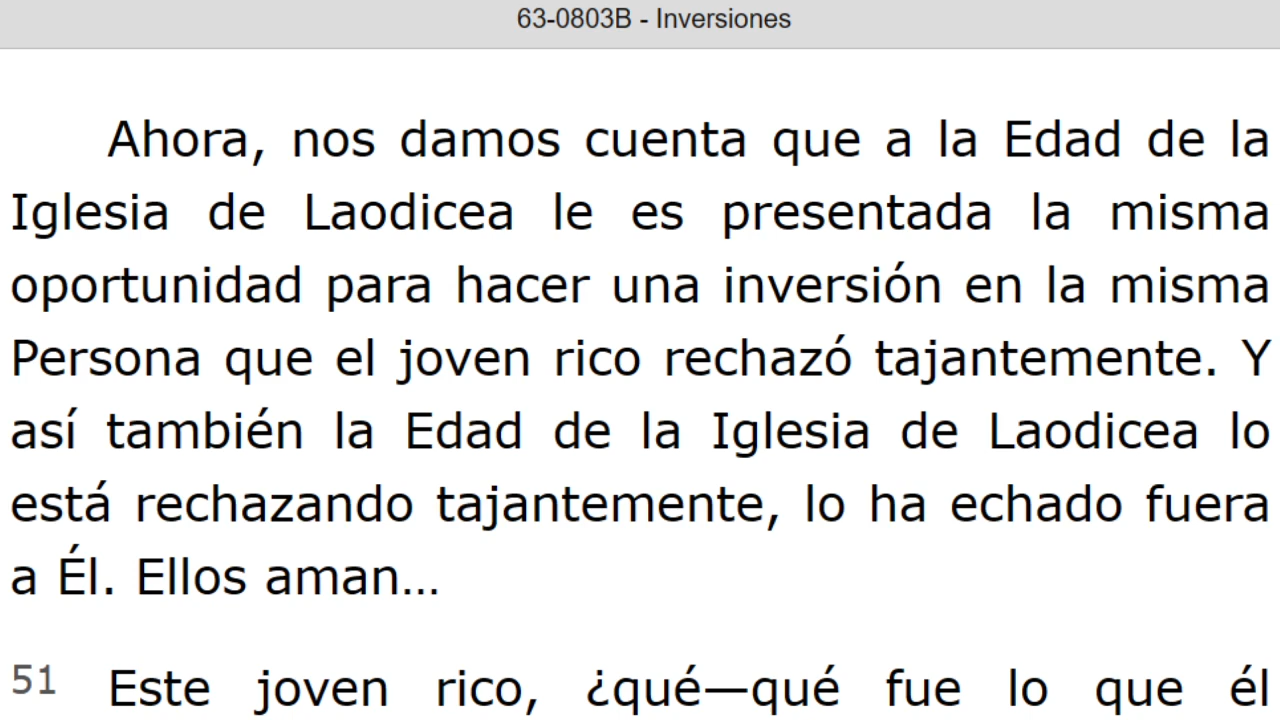 63-0803B - Inversiones
Ahora, nos damos cuenta que a la Edad de la
Iglesia de Laodicea le es presentada la misma
oportunidad para hacer una inversión en la misma
Persona que el joven rico rechazó tajantemente. Y
así también la Edad de la Iglesia de Laodicea lo
está rechazando tajantemente, lo ha echado fuera
a Él. Ellos aman…
51 Este joven rico, ¿qué—qué fue lo que él